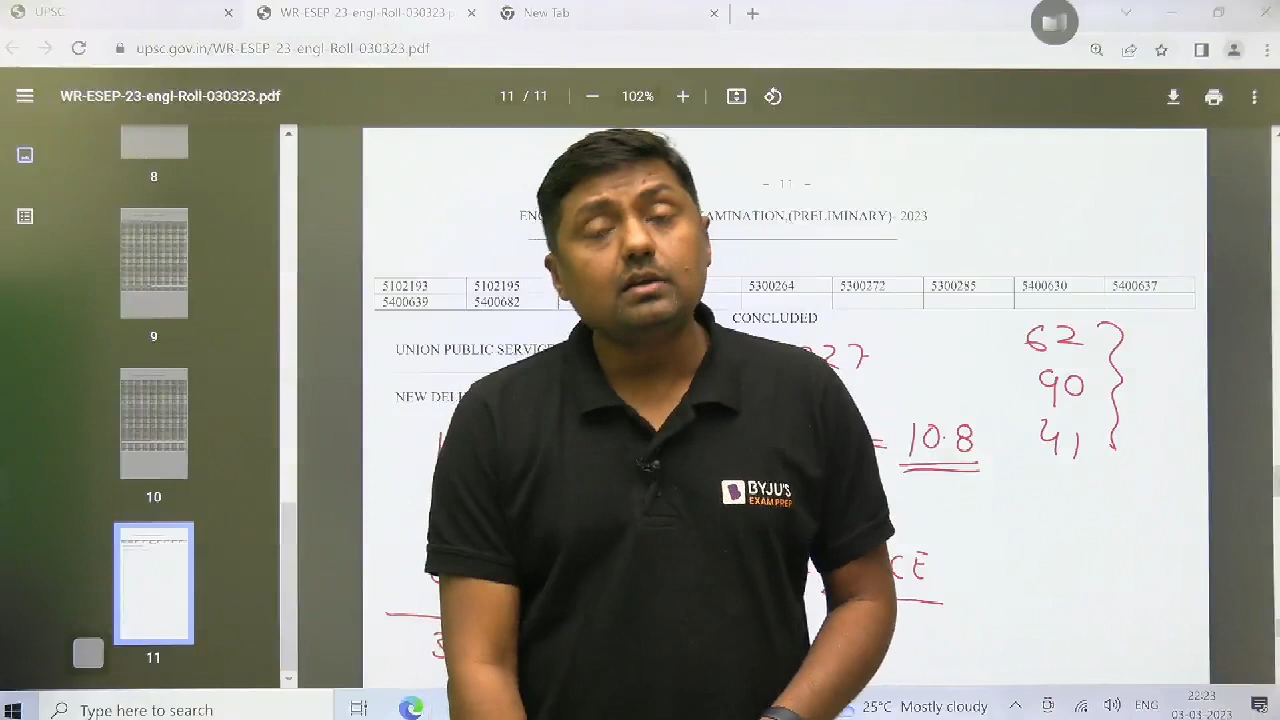 UPSC
WR-ESEP-23-engl-Roll-030323.p
New Tab
upsc.gov.in/WR-ESEP-23-engl-Roll-030323.pdf
WR-ESEP-23-engl-Roll-030323.pdf
11 / 11
102%
8
9
10
11
- 11 -
(PRELIMINARY)- 2023
5102193 5102195 5300264 5300272 5300285 5400630 5400637
5400639 5400682
CONCLUDED
UNION PUBLIC
NEW
27
= 10.8
62
90
41
CE
BYJU'S
EXAM PREP
Type here to search
25°C Mostly cloudy
ENG
22:23
03-03-2023